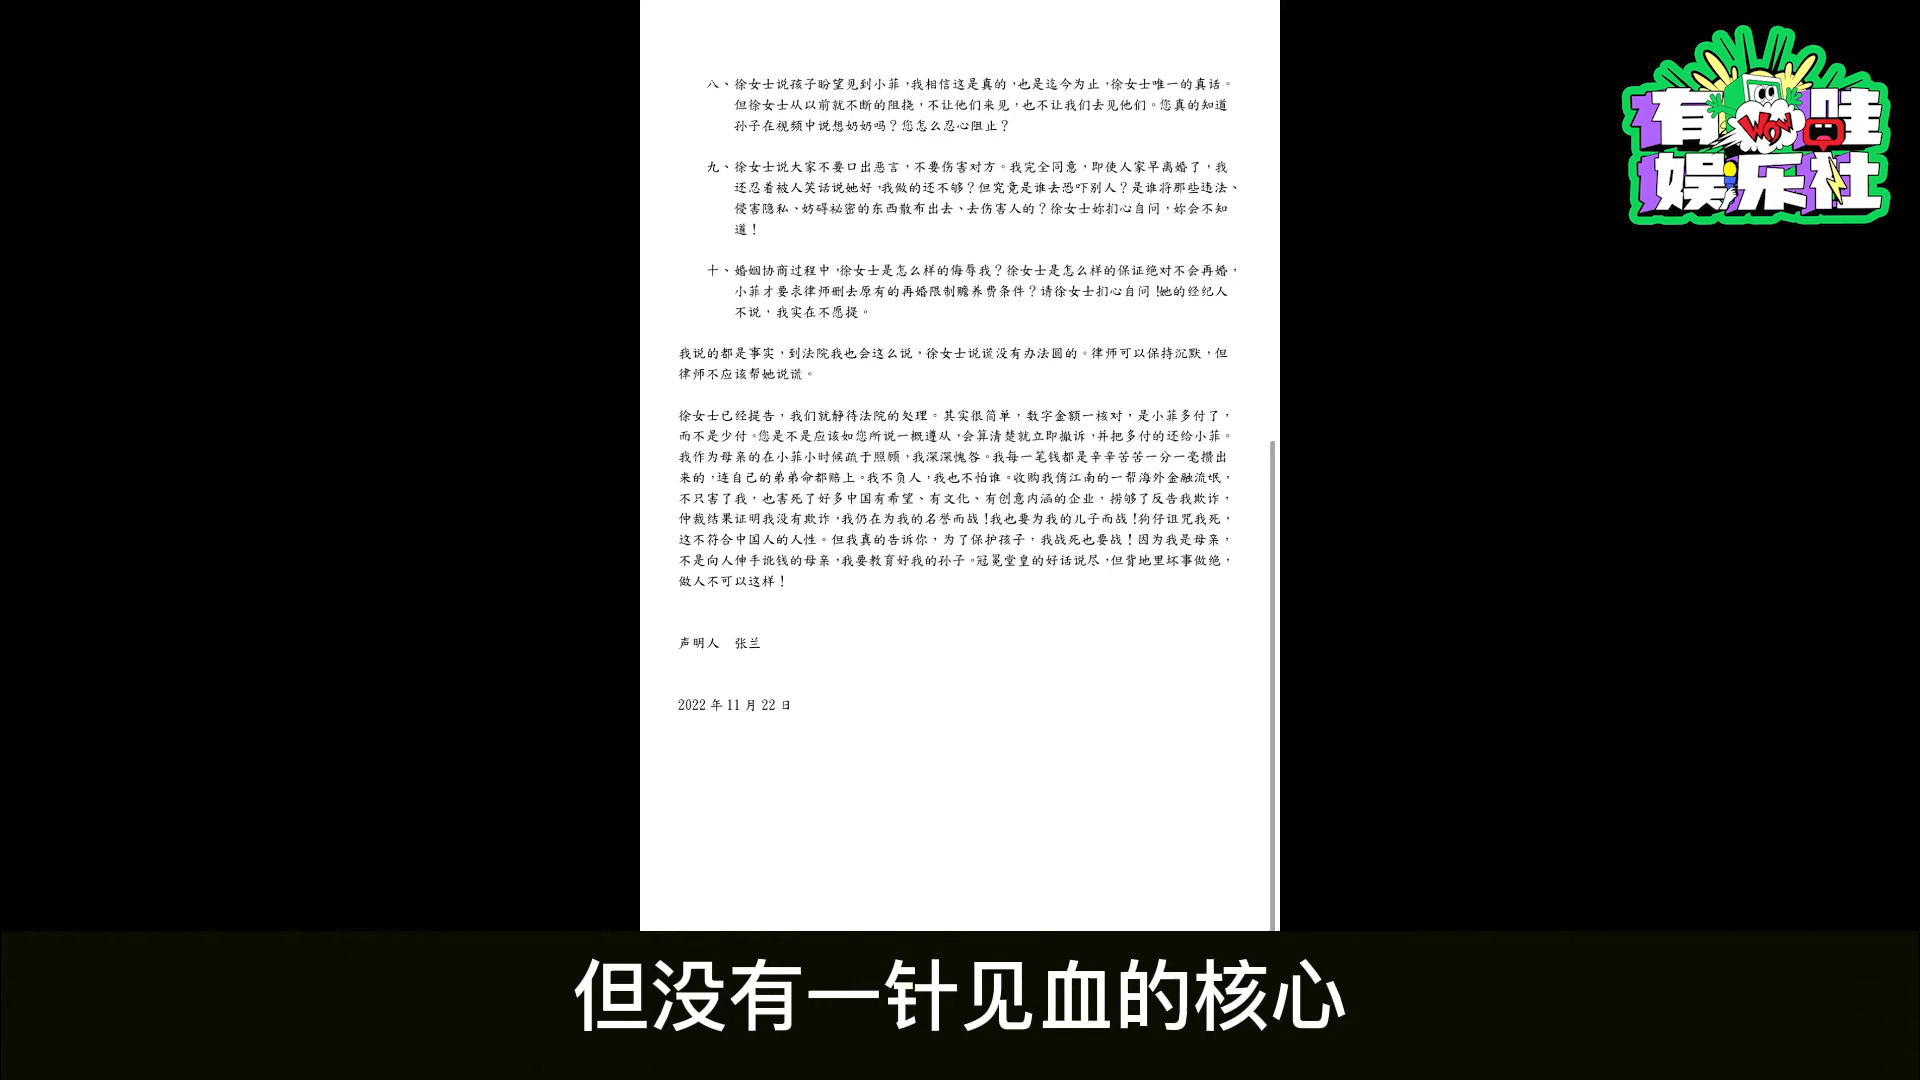 八、徐女士说孩子盼望见到小菲，我相信这是真的，也是迄今为止，徐女士唯一的真话。
但徐女士从以前就不断的阻挠，不让他们来见，也不让我们去见他们。您真的知道
孙子在视频中说想奶奶吗？您怎么忍心阻止？
九、徐女士说大家不要口出恶言，不要伤害对方。我完全同意，即使人家早离婚了，我
还忍着被人笑话说她好，我做的还不够？但究竟是谁去恐吓别人？是谁将那些违法、
侵害隐私、妨碍秘密的东西散布出去、去伤害人的？徐女士妳扪心自问，妳会不知
道！
十、婚姻协商过程中，徐女士是怎么样的侮辱我？徐女士是怎么样的保证绝对不会再婚，
小菲才要求律师删去原有的再婚限制赡养费条件？请徐女士扪心自问！她的经纪人
不说，我实在不愿提。
我说的都是事实，到法院我也会这么说，徐女士说谎没有办法圆的。律师可以保持沉默，但
律师不应该帮她说谎。
徐女士已经提告，我们就静待法院的处理。其实很简单，数字金额一核对，是小菲多付了，
而不是少付。您是不是应该如您所说一概遵从，会算清楚就立即撤诉，并把多付的还给小菲。
我作为母亲的在小菲小时候疏于照顾，我深深愧咎。我每一笔钱都是辛辛苦苦一分一毫攒出
来的，连自己的弟弟命都赔上。我不负人，我也不怕谁。收购我俏江南的一帮海外金融流氓，
不只害了我，也害死了好多中国有希望、有文化、有创意内涵的企业，捞够了反告我欺诈，
仲裁结果证明我没有欺诈，我仍在为我的名誉而战！我也要为我的儿子而战！狗仔诅咒我死，
这不符合中国人的人性。但我真的告诉你，为了保护孩子，我战死也要战！因为我是母亲，
不是向人伸手讹钱的母亲，我要教育好我的孙子。冠冕堂皇的好话说尽，但背地里坏事做绝，
做人不可以这样！
声明人 张兰
2022 年 11 月 22 日
有 WOW 哇
娱乐社
但没有一针见血的核心